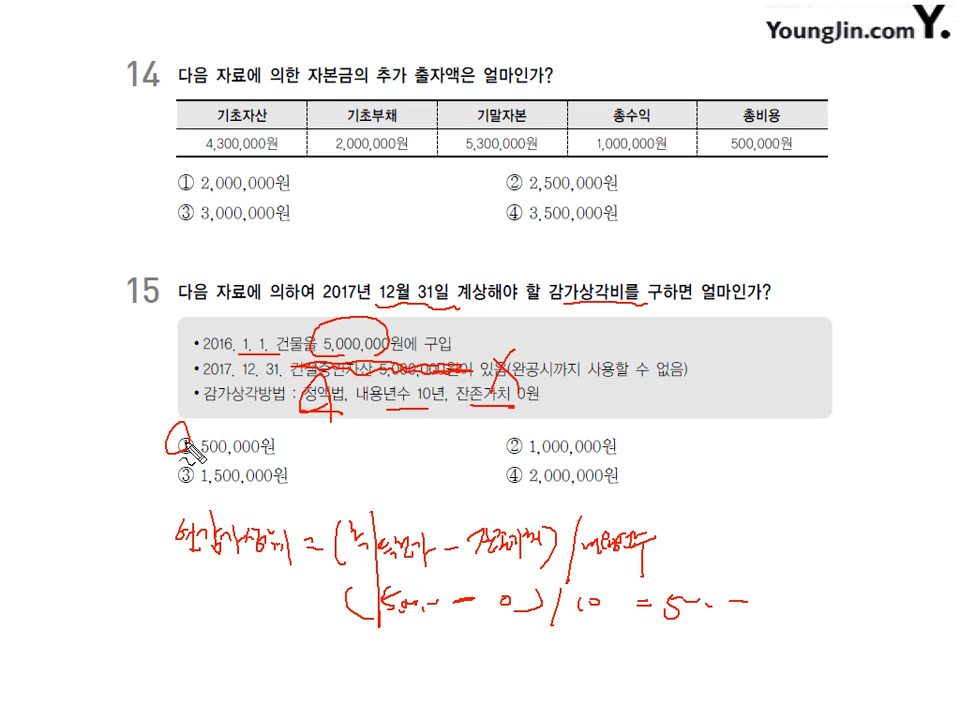 YoungJin.com Y.
14 다음 자료에 의한 자본금의 추가 출자액은 얼마인가?
기초자산 기초부채 기말자본 총수익 총비용
4,300,000원 2,000,000원 5,300,000원 1,000,000원 500,000원
① 2,000,000원 ② 2,500,000원
③ 3,000,000원 ④ 3,500,000원
15 다음 자료에 의하여 2017년 12월 31일 계상해야 할 감가상각비를 구하면 얼마인가?
• 2016. 1. 1. 건물을 5,000,000원에 구입
• 2017. 12. 31. 건설중인자산 5,000,000원이 있음(완공시까지 사용할 수 없음)
• 감가상각방법 : 정액법, 내용년수 10년, 잔존가치 0원
① 500,000원 ② 1,000,000원
③ 1,500,000원 ④ 2,000,000원
= ( - 잔존가치) / 내용년수
( - 0 ) / 10 =